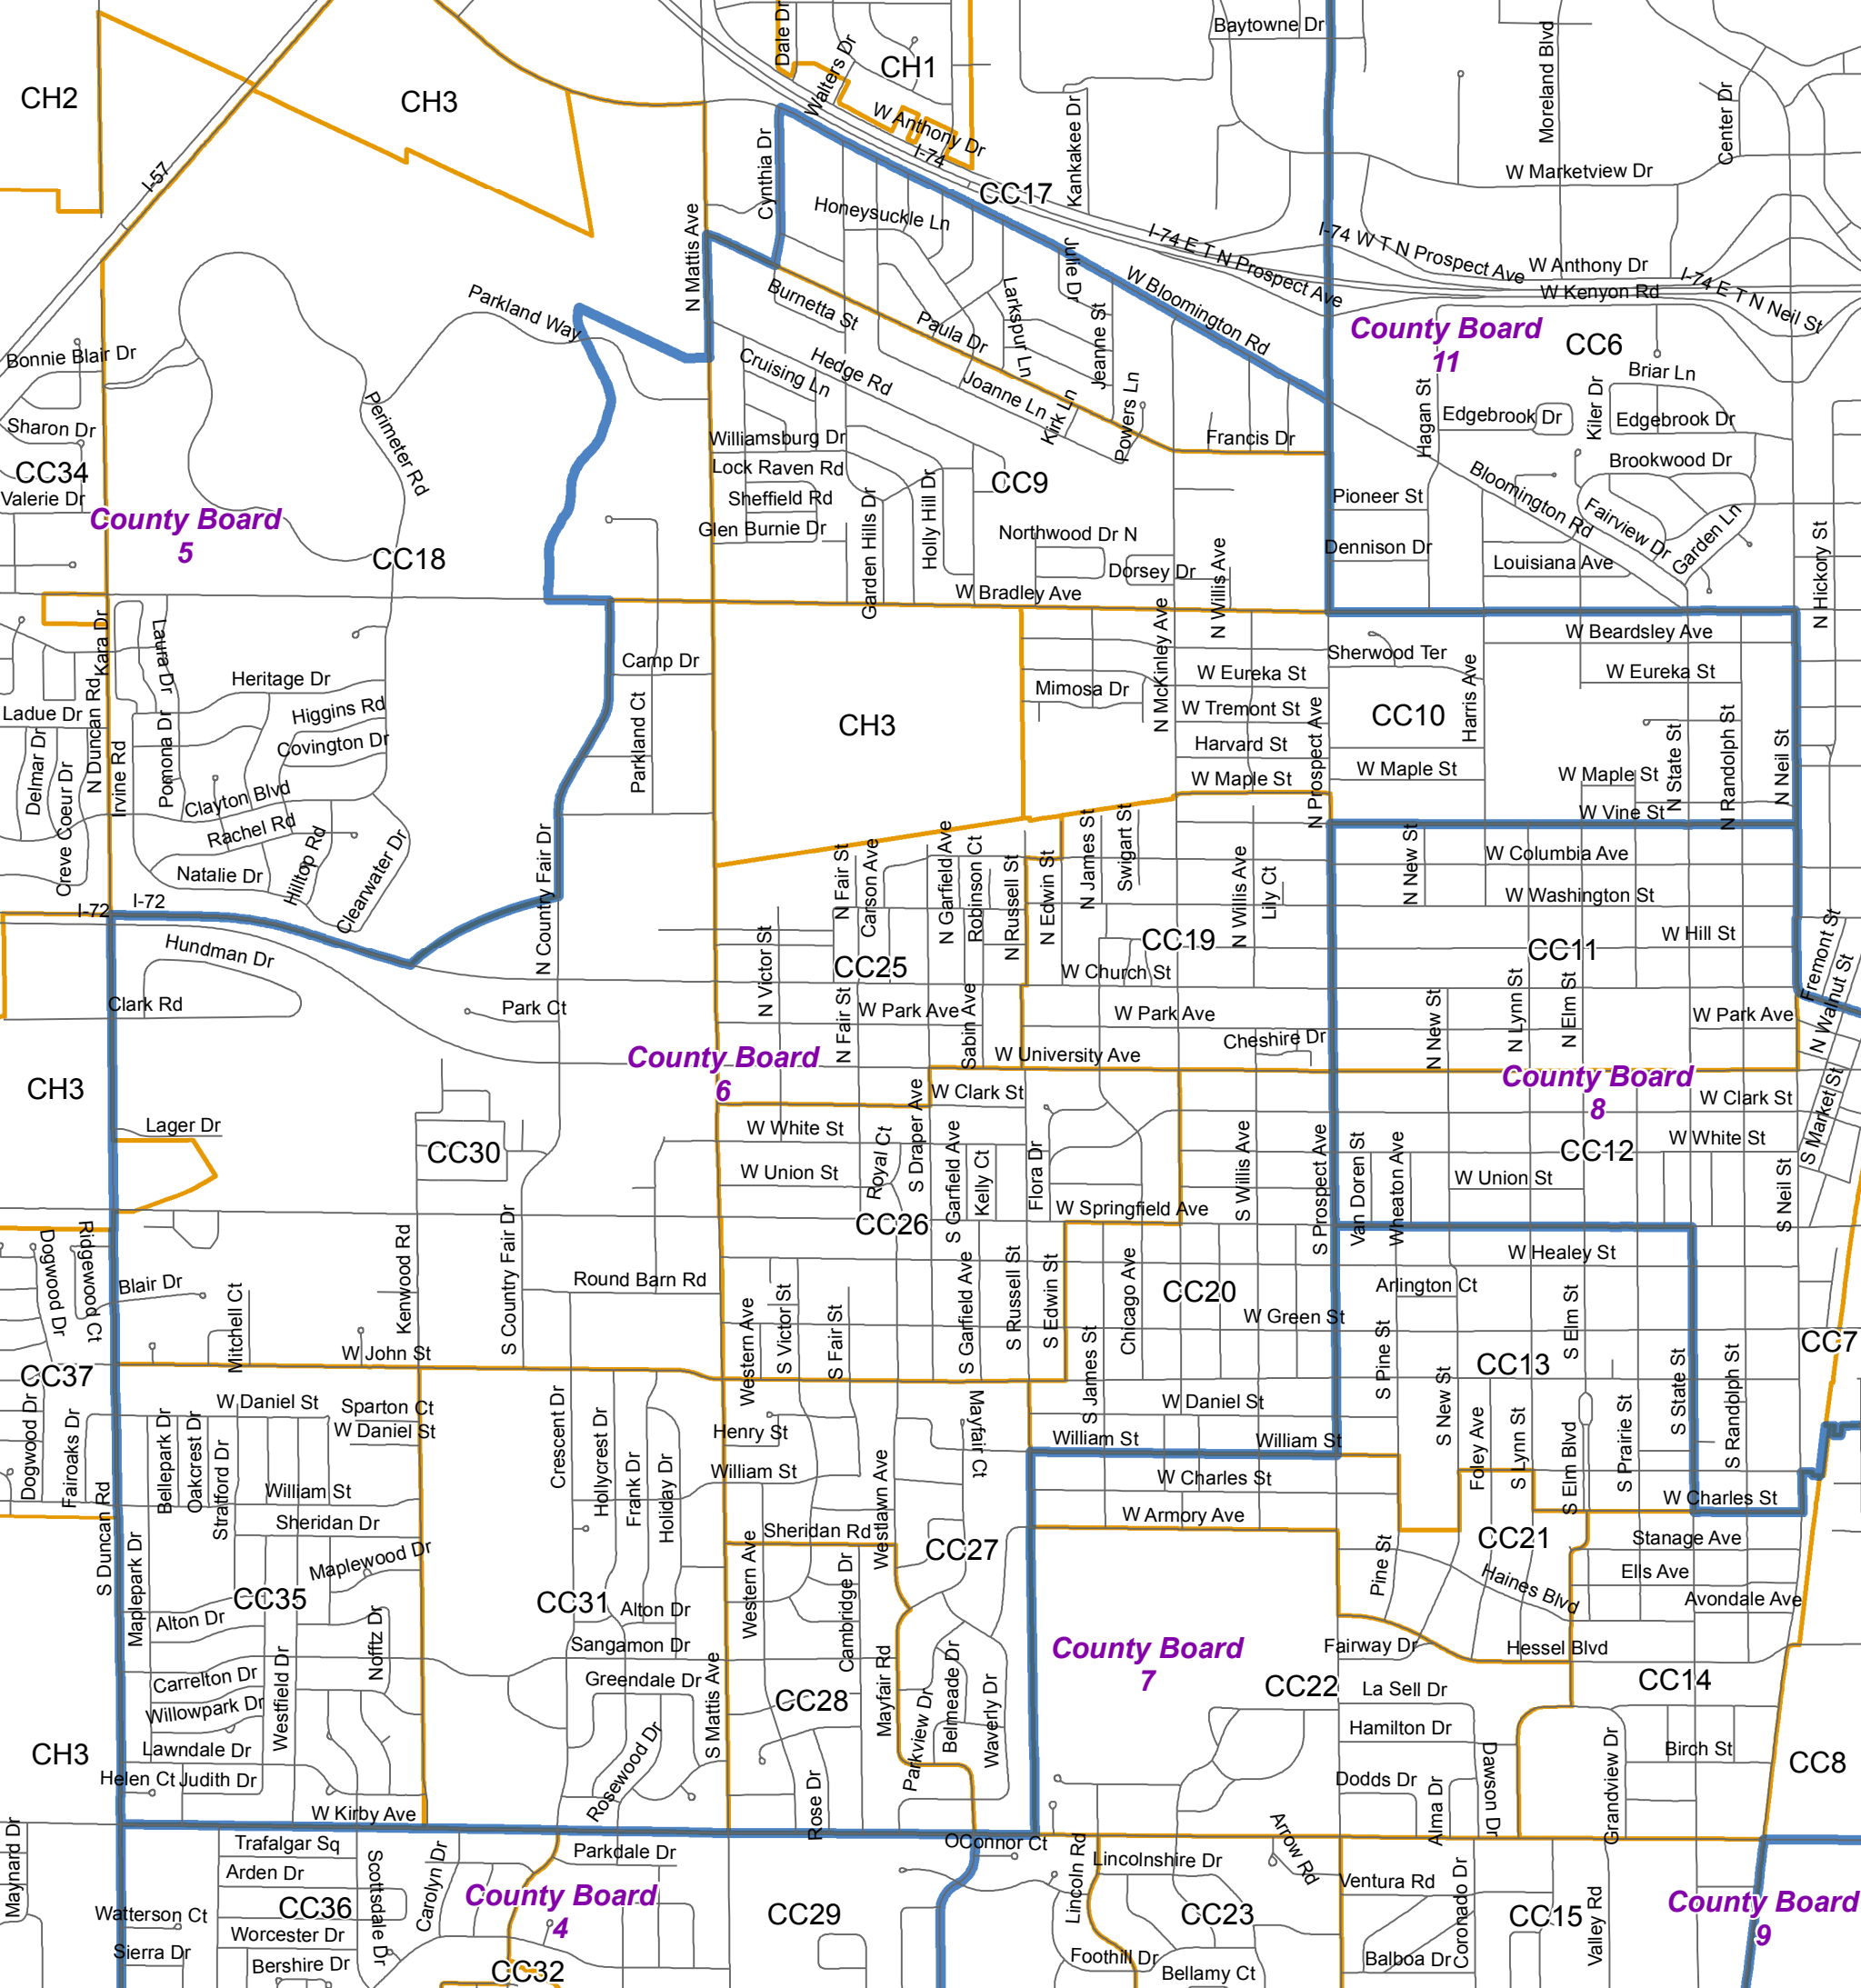 Baytowne Dr
Dale Dr
Walters Dr
CH1
Moreland Blvd
CH2
CH3
W Anthony Dr
I-74
Kankakee Dr
Center Dr
I-57
Cynthia Dr
CC17
W Marketview Dr
Honeysuckle Ln
N Mattis Ave
Julie Dr
I-74 E T N Prospect Ave
I-74 W T N Prospect Ave
W Anthony Dr
I-74 E T N Neil St
W Kenyon Rd
Parkland Way
Burnetta St
Paula Dr
Larkspur Ln
Jeanne St
W Bloomington Rd
County Board
11
CC6
Bonnie Blair Dr
Cruising Ln
Hedge Rd
Joanne Ln
Kirk Ln
Powers Ln
Briar Ln
Hagan St
Kiler Dr
Edgebrook Dr
Edgebrook Dr
Sharon Dr
Perimeter Rd
Williamsburg Dr
Francis Dr
Lock Raven Rd
CC34
CC9
Brookwood Dr
Valerie Dr
Sheffield Rd
Bloomington Rd
Pioneer St
County Board
5
Glen Burnie Dr
Garden Hills Dr
Holly Hill Dr
Northwood Dr N
Fairview Dr
Garden Ln
Dennison Dr
N Hickory St
CC18
Dorsey Dr
Louisiana Ave
W Bradley Ave
N Willis Ave
Kara Dr
Laura Dr
N McKinley Ave
W Beardsley Ave
Camp Dr
Sherwood Ter
Heritage Dr
W Eureka St
W Eureka St
Mimosa Dr
Harris Ave
Ladue Dr
Higgins Rd
W Tremont St
CC10
N Duncan Rd
Pomona Dr
Covington Dr
Parkland Ct
CH3
Harvard St
N Prospect Ave
N State St
N Randolph St
N Neil St
Delmar Dr
Creve Coeur Dr
Irvine Rd
Clayton Blvd
W Maple St
W Maple St
W Maple St
W Vine St
Rachel Rd
Hilltop Rd
Clearwater Dr
Natalie Dr
N Country Fair Dr
N Fair St
Carson Ave
N Garfield Ave
Robinson Ct
N Russell St
N Edwin St
N James St
Swigart St
N Willis Ave
Lily Ct
N New St
W Columbia Ave
W Washington St
I-72
I-72
Hundman Dr
N Victor St
CC25
CC19
CC11
W Hill St
Fremont St
W Church St
Clark Rd
Park Ct
N Fair St
W Park Ave
Sabin Ave
W Park Ave
N New St
N Lynn St
N Elm St
W Park Ave
N Walnut St
Cheshire Dr
County Board
6
W University Ave
County Board
8
CH3
W Clark St
W Clark St
S Market St
Lager Dr
W White St
W White St
CC30
W Union St
Royal Ct
S Draper Ave
S Garfield Ave
Kelly Ct
Flora Dr
S Willis Ave
S Prospect Ave
Van Doren St
Wheaton Ave
CC12
W Union St
S Neil St
W Springfield Ave
CC26
W Healey St
Dogwood Dr
Ridgewood Ct
Blair Dr
Kenwood Rd
S Country Fair Dr
Round Barn Rd
Arlington Ct
CC20
W Green St
Mitchell Ct
Western Ave
S Victor St
S Fair St
S Garfield Ave
S Russell St
S Edwin St
Chicago Ave
S James St
S Pine St
S Elm St
CC7
W John St
CC13
CC37
W Daniel St
Sparton Ct
W Daniel St
W Daniel St
Henry St
Mayfair Ct
William St
William St
S New St
Foley Ave
S Lynn St
S Elm Blvd
S Prairie St
S State St
S Randolph St
Dogwood Dr
Fairoaks Dr
Bellepark Dr
Oakcrest Dr
Stratford Dr
Crescent Dr
Hollycrest Dr
Frank Dr
Holiday Dr
William St
William St
Westlawn Ave
W Charles St
W Charles St
Sheridan Dr
Sheridan Rd
W Armory Ave
S Duncan Rd
Maplepark Dr
Maplewood Dr
Western Ave
CC27
CC21
Stanage Ave
Pine St
Haines Blvd
Ells Ave
Avondale Ave
CC35
CC31
Alton Dr
Alton Dr
Cambridge Dr
Nofftz Dr
Sangamon Dr
County Board
7
Fairway Dr
Hessel Blvd
Carrelton Dr
Westfield Dr
Greendale Dr
S Mattis Ave
CC28
Mayfair Rd
Parkview Dr
Belmeade Dr
Waverly Dr
CC22
La Sell Dr
CC14
Willowpark Dr
Hamilton Dr
CH3
Lawndale Dr
Rosewood Dr
Birch St
CC8
Helen Ct
Judith Dr
Rose Dr
Dodds Dr
Alma Dr
Dawson Dr
Grandview Dr
W Kirby Ave
Maynard Dr
Trafalgar Sq
Parkdale Dr
OConnor Ct
Arrow Rd
Arden Dr
Scottsdale Dr
Carolyn Dr
Lincoln Rd
Lincolnshire Dr
Ventura Rd
Coronado Dr
County Board
4
County Board
9
Watterson Ct
CC36
CC29
CC23
CC15
Valley Rd
Worcester Dr
Sierra Dr
Bershire Dr
CC32
Foothill Dr
Bellamy Ct
Balboa Dr